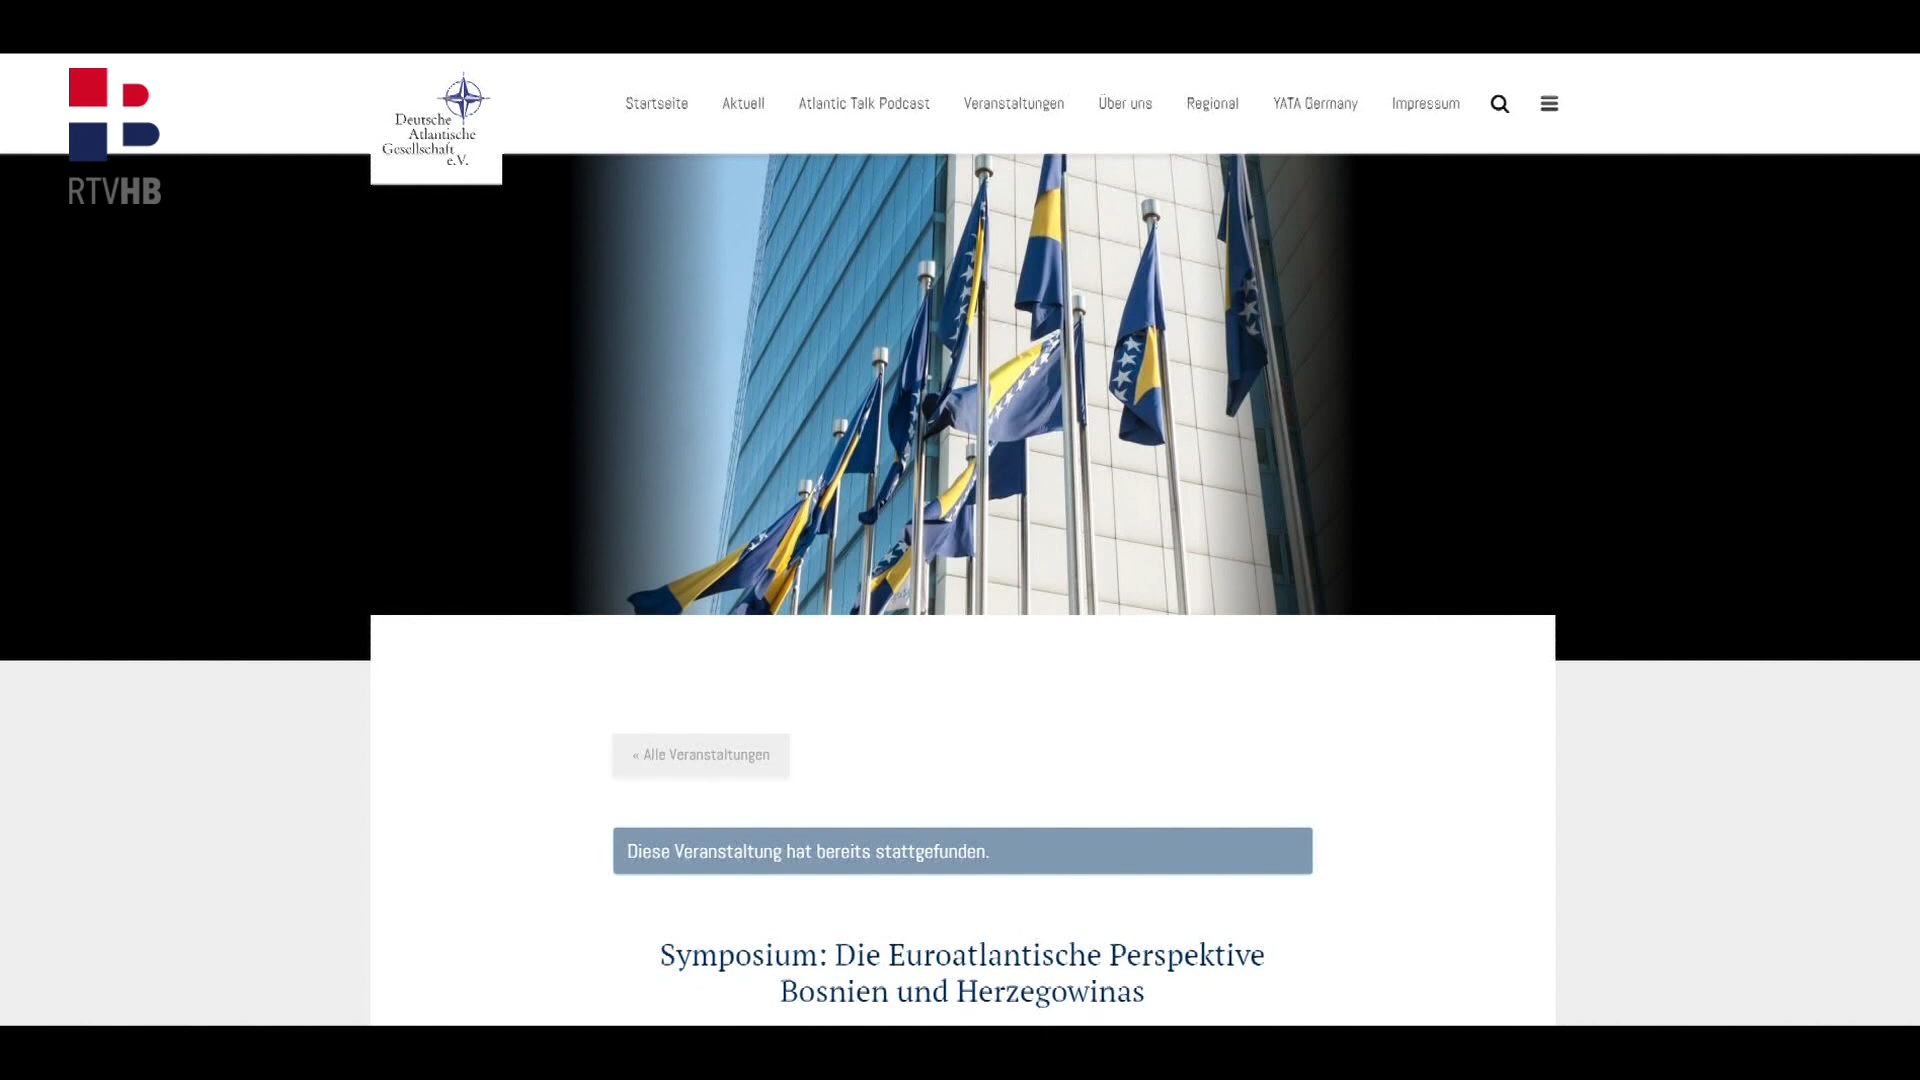 RTVHB
Deutsche
Atlantische
Gesellschaft
e.V.
Startseite
Aktuell
Atlantic Talk Podcast
Veranstaltungen
Über uns
Regional
YATA Germany
Impressum
« Alle Veranstaltungen
Diese Veranstaltung hat bereits stattgefunden.
Symposium: Die Euroatlantische Perspektive
Bosnien und Herzegowinas